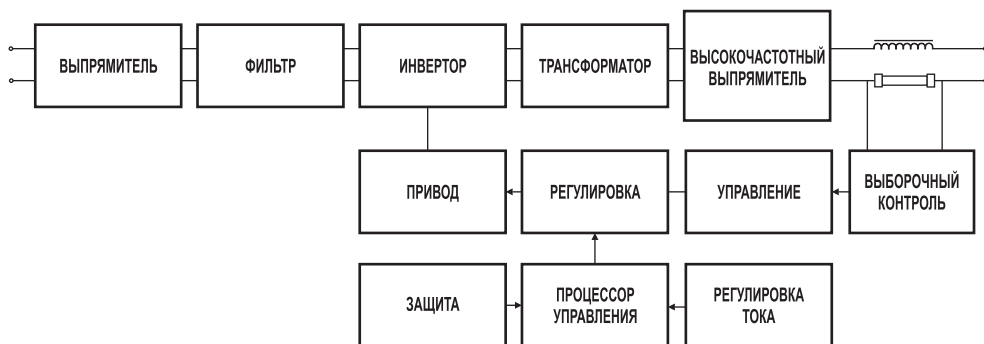 ВЫПРЯМИТЕЛЬ
ФИЛЬТР
ИНВЕРТОР
ТРАНСФОРМАТОР
ВЫСОКОЧАСТОТНЫЙ
ВЫПРЯМИТЕЛЬ
ПРИВОД
РЕГУЛИРОВКА
УПРАВЛЕНИЕ
ВЫБОРОЧНЫЙ
КОНТРОЛЬ
ЗАЩИТА
ПРОЦЕССОР
УПРАВЛЕНИЯ
РЕГУЛИРОВКА
ТОКА